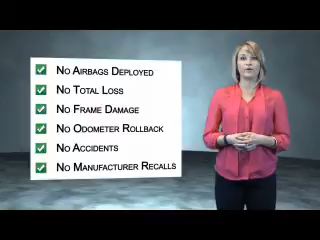 No Airbags Deployed
No Total Loss
No Frame Damage
No Odometer Rollback
No Accidents
No Manufacturer Recalls